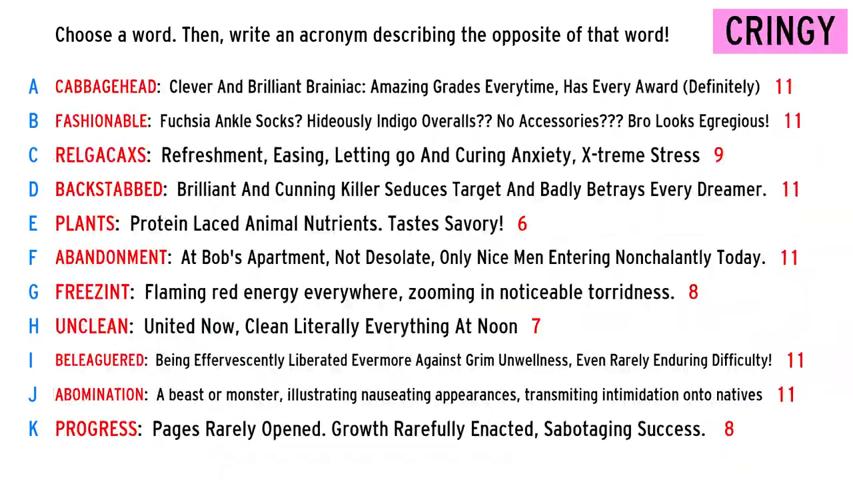 Choose a word. Then, write an acronym describing the opposite of that word!
CRINGY
A CABBAGEHEAD: Clever And Brilliant Brainiac: Amazing Grades Everytime, Has Every Award (Definitely) 11
B FASHIONABLE: Fuchsia Ankle Socks? Hideously Indigo Overalls?? No Accessories??? Bro Looks Egregious! 11
C RELGACAXS: Refreshment, Easing, Letting go And Curing Anxiety, X-treme Stress 9
D BACKSTABBED: Brilliant And Cunning Killer Seduces Target And Badly Betrays Every Dreamer. 11
E PLANTS: Protein Laced Animal Nutrients. Tastes Savory! 6
F ABANDONMENT: At Bob's Apartment, Not Desolate, Only Nice Men Entering Nonchalantly Today. 11
G FREEZINT: Flaming red energy everywhere, zooming in noticeable torridness. 8
H UNCLEAN: United Now, Clean Literally Everything At Noon 7
I BELEAGUERED: Being Effervescently Liberated Evermore Against Grim Unwellness, Even Rarely Enduring Difficulty! 11
J ABOMINATION: A beast or monster, illustrating nauseating appearances, transmiting intimidation onto natives 11
K PROGRESS: Pages Rarely Opened. Growth Rarefully Enacted, Sabotaging Success. 8